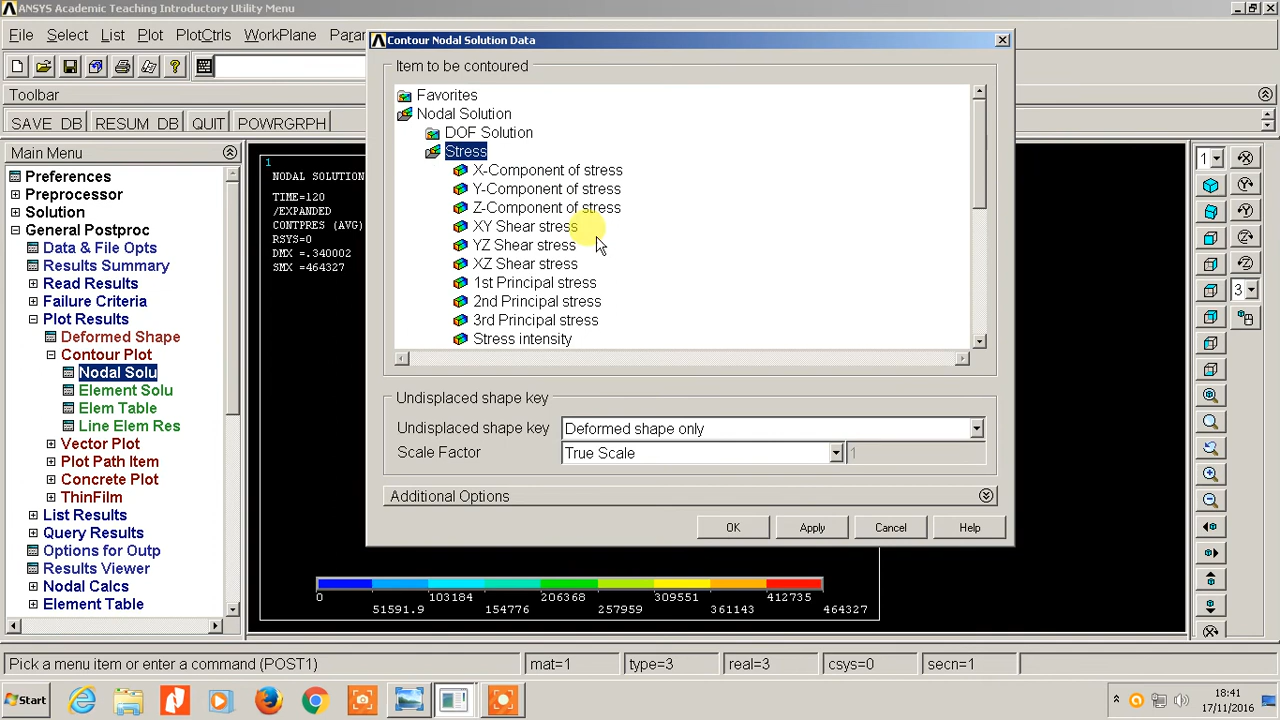 ANSYS Academic Teaching Introductory Utility Menu
File Select List Plot PlotCtrls WorkPlane Para
Toolbar
SAVE_DB RESUM_DB QUIT POWRGRPH
Main Menu
Preferences
Preprocessor
Solution
General Postproc
Data & File Opts
Results Summary
Read Results
Failure Criteria
Plot Results
Deformed Shape
Contour Plot
Nodal Solu
Element Solu
Elem Table
Line Elem Res
Vector Plot
Plot Path Item
Concrete Plot
ThinFilm
List Results
Query Results
Options for Outp
Results Viewer
Nodal Calcs
Element Table
1
NODAL SOLUTION
TIME=120
/EXPANDED
CONTPRES (AVG)
RSYS=0
DMX =.340002
SMX =464327
Contour Nodal Solution Data
Item to be contoured
Favorites
Nodal Solution
DOF Solution
Stress
X-Component of stress
Y-Component of stress
Z-Component of stress
XY Shear stress
YZ Shear stress
XZ Shear stress
1st Principal stress
2nd Principal stress
3rd Principal stress
Stress intensity
Undisplaced shape key
Undisplaced shape key Deformed shape only
Scale Factor True Scale 1
Additional Options
OK Apply Cancel Help
0 103184 206368 309551 412735
51591.9 154776 257959 361143 464327
1
3
Pick a menu item or enter a command (POST1) mat=1 type=3 real=3 csys=0 secn=1
Start
18:41
17/11/2016